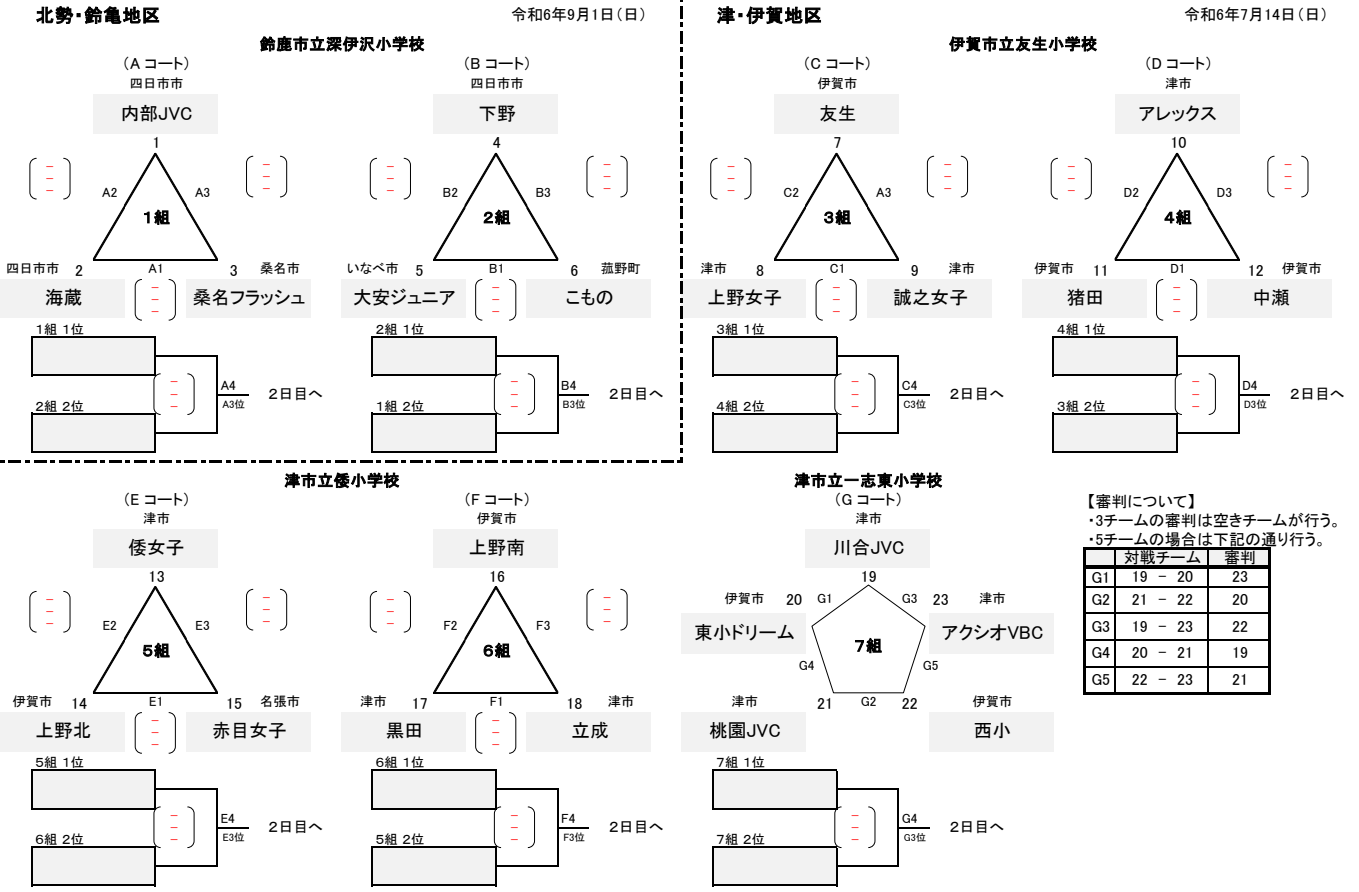 北勢・鈴亀地区
令和6年9月1日(日)
鈴鹿市立深伊沢小学校
(A コート)
四日市市
内部JVC
1
A2
A3
1組
四日市市 2
A1
3 桑名市
海蔵
桑名フラッシュ
(B コート)
四日市市
下野
4
B2
B3
2組
いなべ市 5
B1
6 菰野町
大安ジュニア
こもの
1組 1位
A4
A3位
2日目へ
2組 2位
2組 1位
B4
B3位
2日目へ
1組 2位
津・伊賀地区
令和6年7月14日(日)
伊賀市立友生小学校
(C コート)
伊賀市
友生
7
C2
A3
3組
津市 8
C1
9 津市
上野女子
誠之女子
(D コート)
津市
アレックス
10
D2
D3
4組
伊賀市 11
D1
12 伊賀市
猪田
中瀬
3組 1位
C4
C3位
2日目へ
4組 2位
4組 1位
D4
D3位
2日目へ
3組 2位
津市立倭小学校
(E コート)
津市
倭女子
13
E2
E3
5組
伊賀市 14
E1
15 名張市
上野北
赤目女子
(F コート)
伊賀市
上野南
16
F2
F3
6組
津市 17
F1
18 津市
黒田
立成
5組 1位
E4
E3位
2日目へ
6組 2位
6組 1位
F4
F3位
2日目へ
5組 2位
津市立一志東小学校
(G コート)
津市
川合JVC
19
伊賀市 20 G1
G3 23 津市
東小ドリーム
7組
アクシオVBC
G4
G5
津市
21 G2 22
伊賀市
桃園JVC
西小
7組 1位
G4
G3位
2日目へ
7組 2位
【審判について】
・3チームの審判は空きチームが行う。
・5チームの場合は下記の通り行う。
対戦チーム 審判
G1 19 － 20 23
G2 21 － 22 20
G3 19 － 23 22
G4 20 － 21 19
G5 22 － 23 21